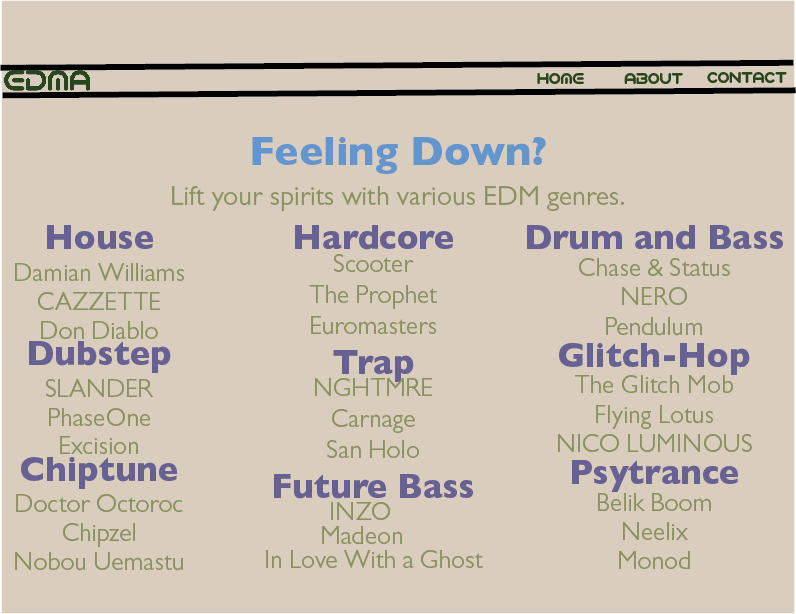 EDMA
HOME ABOUT CONTACT
Feeling Down?
Lift your spirits with various EDM genres.
House
Damian Williams
CAZZETTE
Don Diablo
Dubstep
SLANDER
PhaseOne
Excision
Chiptune
Doctor Octoroc
Chipzel
Nobou Uemastu
Hardcore
Scooter
The Prophet
Euromasters
Trap
NGHTMRE
Carnage
San Holo
Future Bass
INZO
Madeon
In Love With a Ghost
Drum and Bass
Chase & Status
NERO
Pendulum
Glitch-Hop
The Glitch Mob
Flying Lotus
NICO LUMINOUS
Psytrance
Belik Boom
Neelix
Monod